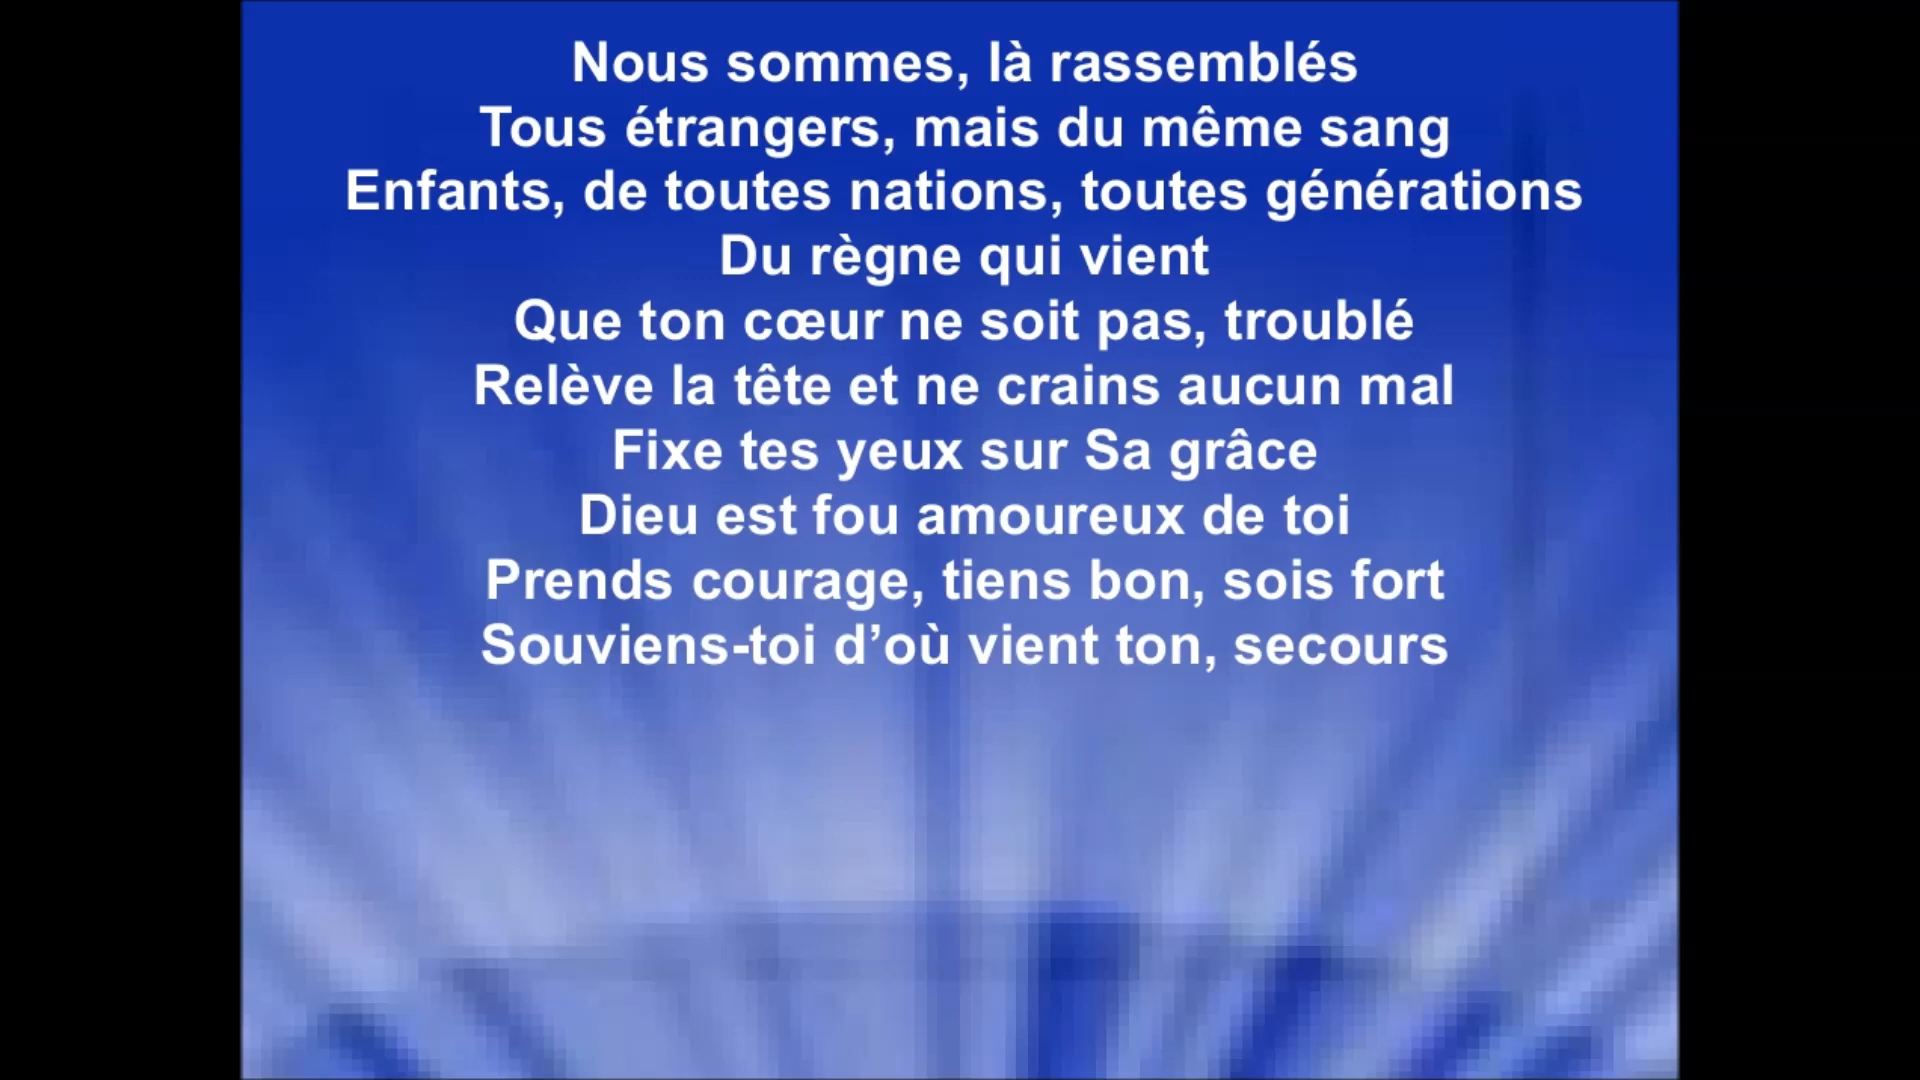 Nous sommes, là rassemblés
Tous étrangers, mais du même sang
Enfants, de toutes nations, toutes générations
Du règne qui vient
Que ton cœur ne soit pas, troublé
Relève la tête et ne crains aucun mal
Fixe tes yeux sur Sa grâce
Dieu est fou amoureux de toi
Prends courage, tiens bon, sois fort
Souviens-toi d’où vient ton, secours